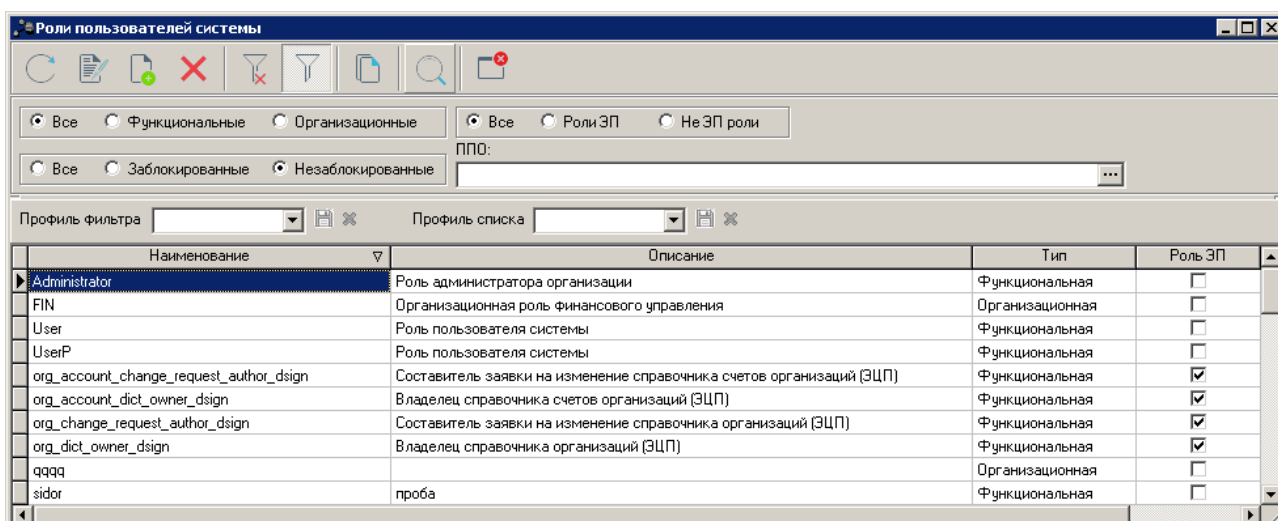 Роли пользователей системы
Все Функциональные Организационные Все Роли ЭП Не ЭП роли
ППО:
Все Заблокированные Незаблокированные ...
Профиль фильтра Профиль списка
Наименование Описание Тип Роль ЭП
Administrator Роль администратора организации Функциональная
FIN Организационная роль финансового управления Организационная
User Роль пользователя системы Функциональная
UserP Роль пользователя системы Функциональная
org_account_change_request_author_dsign Составитель заявки на изменение справочника счетов организаций (ЭЦП) Функциональная
org_account_dict_owner_dsign Владелец справочника счетов организаций (ЭЦП) Функциональная
org_change_request_author_dsign Составитель заявки на изменение справочника организаций (ЭЦП) Функциональная
org_dict_owner_dsign Владелец справочника организаций (ЭЦП) Функциональная
qqqq Организационная
sidor проба Функциональная